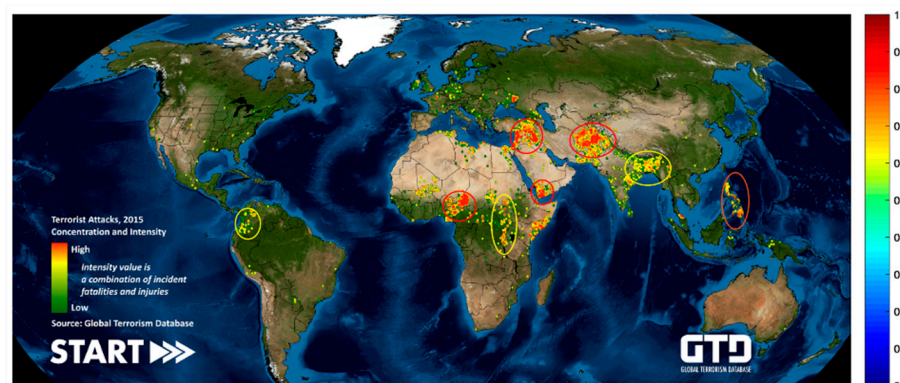 Terrorist Attacks, 2015
Concentration and Intensity
High
Intensity value is
a combination of incident
fatalities and injuries
Low
Source: Global Terrorism Database
START
GTD
GLOBAL TERRORISM DATABASE
1
0
0
0
0
0
0
0
0
0